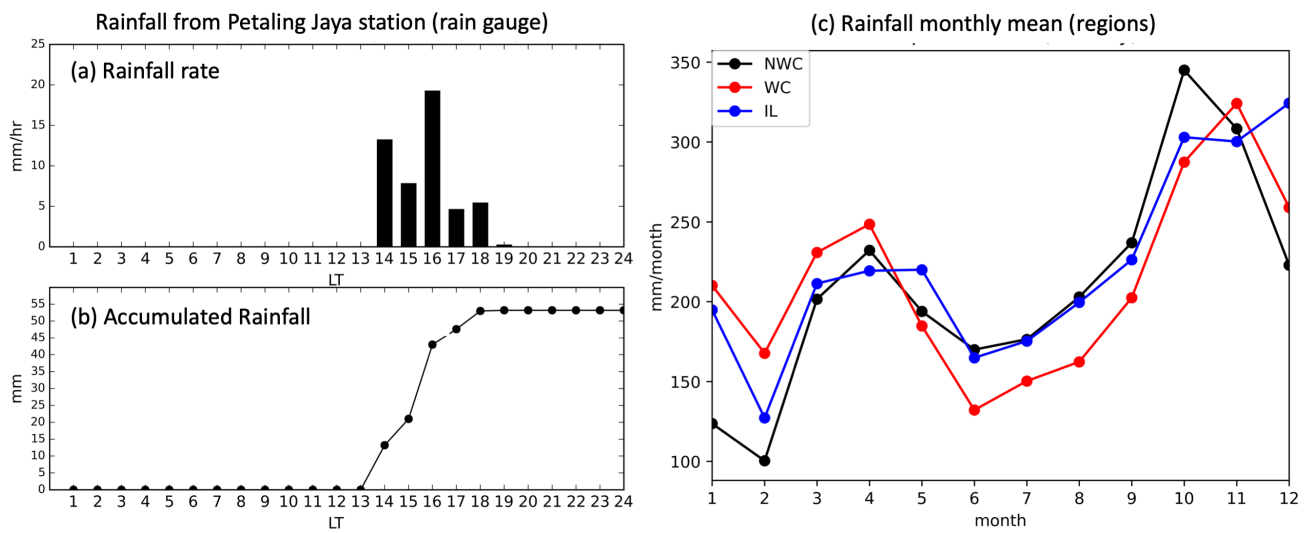 Rainfall from Petaling Jaya station (rain gauge)
(a) Rainfall rate
25
20
15
10
5
0
mm/hr
1 2 3 4 5 6 7 8 9 10 11 12 13 14 15 16 17 18 19 20 21 22 23 24
LT
(b) Accumulated Rainfall
55
50
45
40
35
30
25
20
15
10
5
0
mm
1 2 3 4 5 6 7 8 9 10 11 12 13 14 15 16 17 18 19 20 21 22 23 24
LT
(c) Rainfall monthly mean (regions)
NWC
WC
IL
350
300
250
200
150
100
mm/month
1 2 3 4 5 6 7 8 9 10 11 12
month